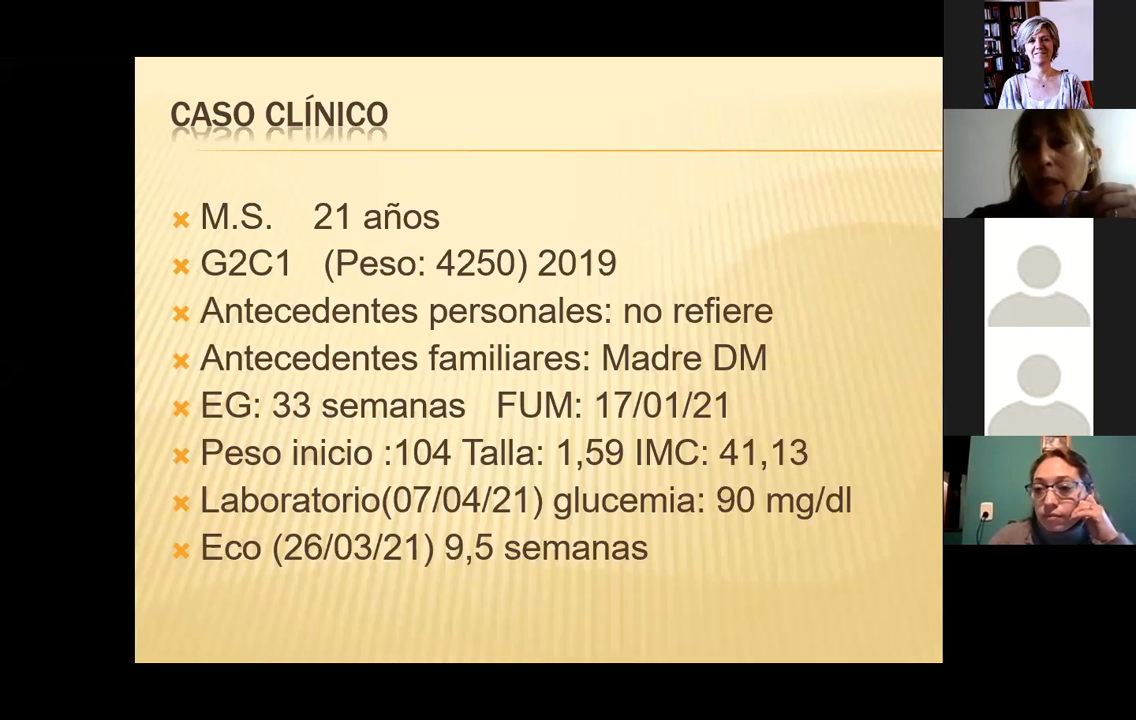 CASO CLÍNICO
M.S. 21 años
G2C1 (Peso: 4250) 2019
Antecedentes personales: no refiere
Antecedentes familiares: Madre DM
EG: 33 semanas FUM: 17/01/21
Peso inicio :104 Talla: 1,59 IMC: 41,13
Laboratorio(07/04/21) glucemia: 90 mg/dl
Eco (26/03/21) 9,5 semanas